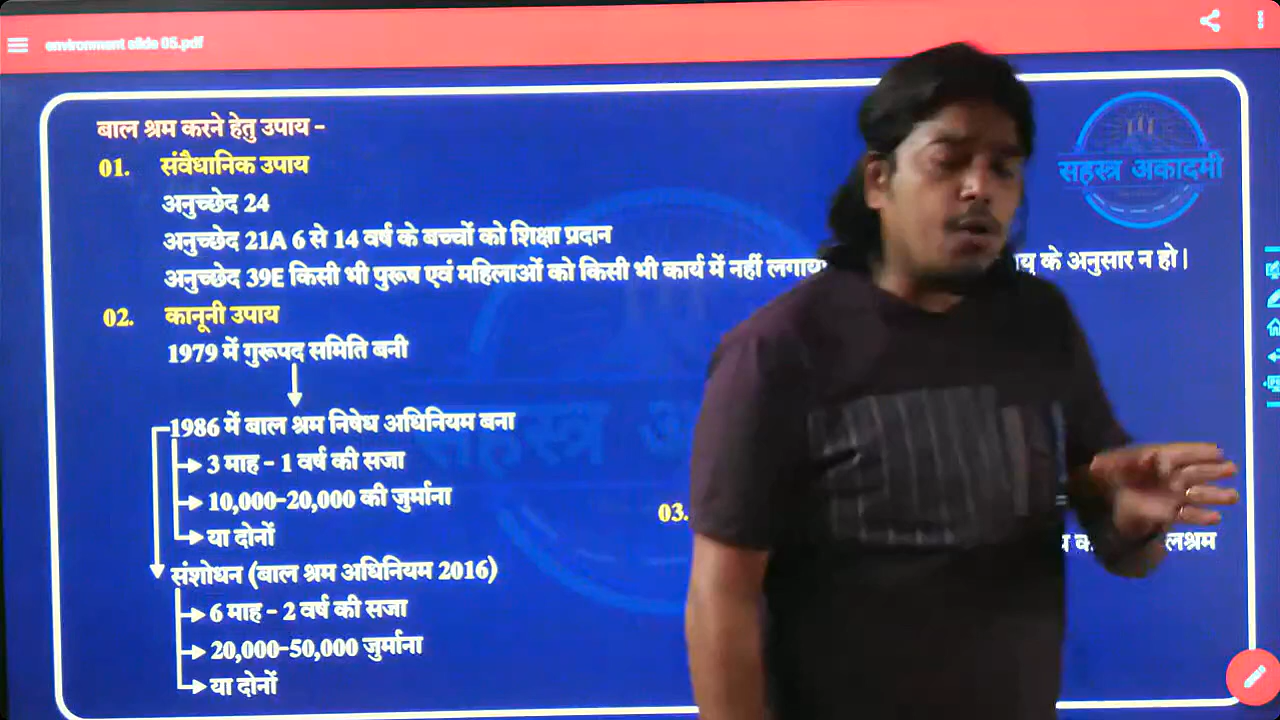 environment slide 05.pdf
बाल श्रम करने हेतु उपाय -
सहस्त्र अकादमी
01. संवैधानिक उपाय
अनुच्छेद 24
अनुच्छेद 21A 6 से 14 वर्ष के बच्चों को शिक्षा प्रदान
अनुच्छेद 39E किसी भी पुरूष एवं महिलाओं को किसी भी कार्य में नहीं के अनुसार न हो।
02. कानूनी उपाय
1979 में गुरूपद समिति बनी
1986 में बाल श्रम निषेध अधिनियम बना
3 माह - 1 वर्ष की सजा
10,000-20,000 की जुर्माना
03.
या दोनों
संशोधन (बाल श्रम अधिनियम 2016)
6 माह - 2 वर्ष की सजा
20,000-50,000 जुर्माना
या दोनों